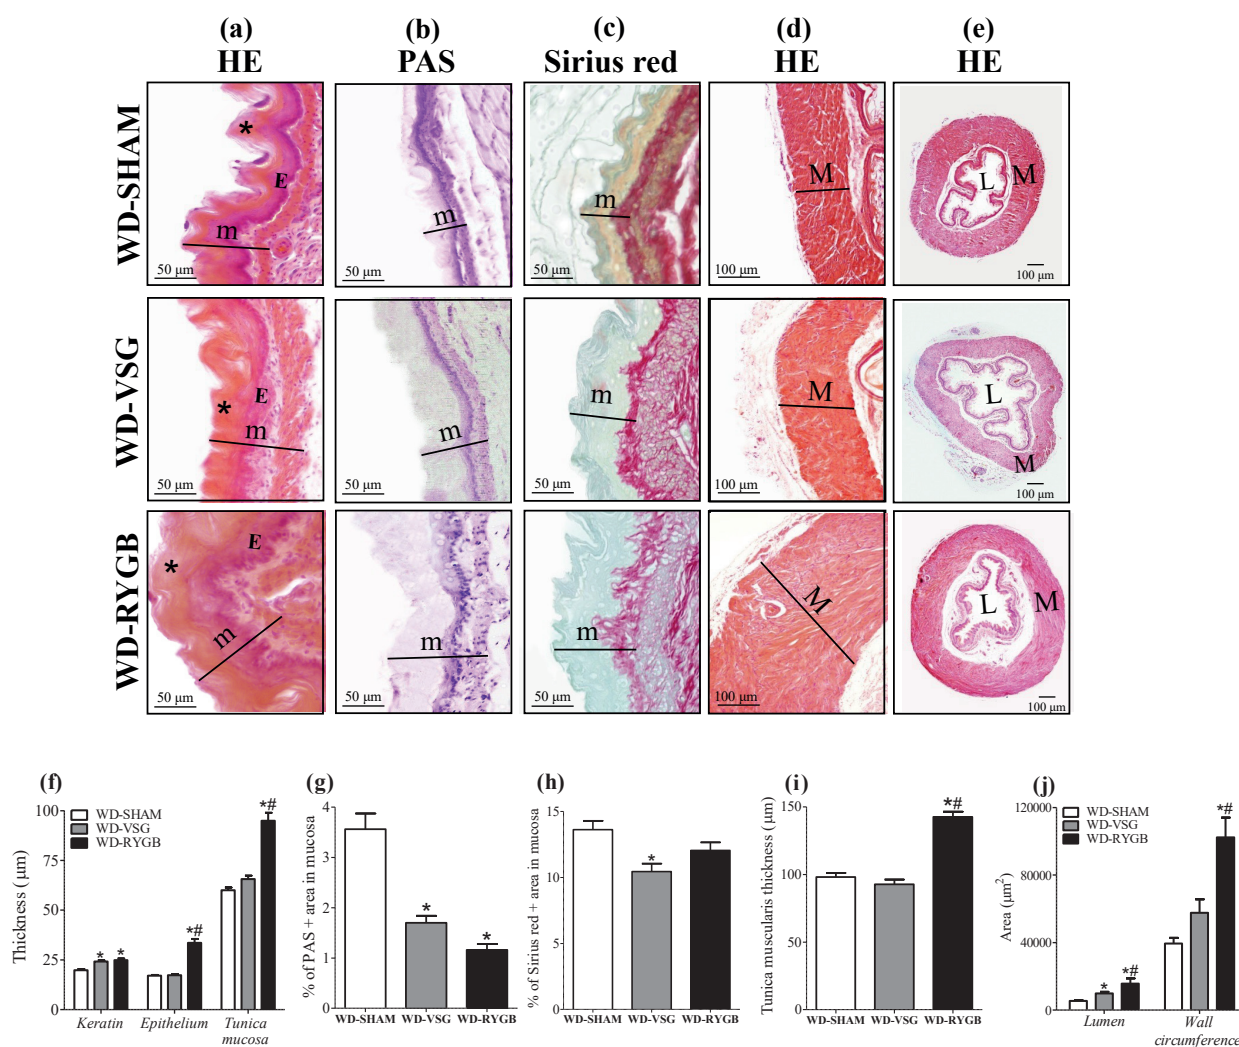 (a) (b) (c) (d) (e)
HE PAS Sirius red HE HE
WD-SHAM
* E m 50 μm
m 50 μm
m 50 μm
M 100 μm
L M 100 μm
WD-VSG
E * m 50 μm
m 50 μm
m 50 μm
M 100 μm
L M 100 μm
WD-RYGB
E * m 50 μm
m 50 μm
m 50 μm
M 100 μm
L M 100 μm
(f)
Thickness (μm)
100
75
50
25
0
WD-SHAM
WD-VSG
WD-RYGB
* * *# *#
Keratin Epithelium Tunica
mucosa
(g)
% of PAS + area in mucosa
4
3
2
1
0
* *
WD-SHAM WD-VSG WD-RYGB
(h)
% of Sirius red + area in mucosa
15
10
5
0
*
WD-SHAM WD-VSG WD-RYGB
(i)
Tunica muscularis thickness (μm)
150
100
50
0
*#
WD-SHAM WD-VSG WD-RYGB
(j)
Area (μm²)
120000
80000
40000
0
WD-SHAM
WD-VSG
WD-RYGB
* *# *#
Lumen Wall
circumference